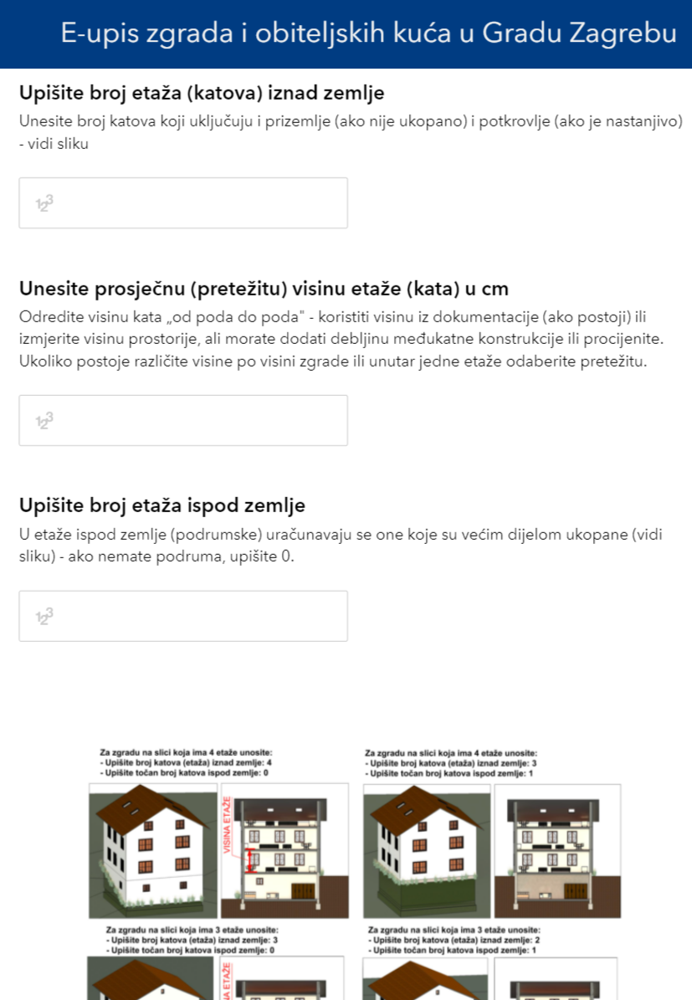 E-upis zgrada i obiteljskih kuća u Gradu Zagrebu
Upišite broj etaža (katova) iznad zemlje
Unesite broj katova koji uključuju i prizemlje (ako nije ukopano) i potkrovlje (ako je nastanjivo)
- vidi sliku
123
Unesite prosječnu (pretežitu) visinu etaže (kata) u cm
Odredite visinu kata „od poda do poda" - koristiti visinu iz dokumentacije (ako postoji) ili
izmjerite visinu prostorije, ali morate dodati debljinu međukatne konstrukcije ili procijenite.
Ukoliko postoje različite visine po visini zgrade ili unutar jedne etaže odaberite pretežitu.
123
Upišite broj etaža ispod zemlje
U etaže ispod zemlje (podrumske) uračunavaju se one koje su većim dijelom ukopane (vidi
sliku) - ako nemate podruma, upišite 0.
123
Za zgradu na slici koja ima 4 etaže unosite:
- Upišite broj katova (etaža) iznad zemlje: 4
- Upišite točan broj katova ispod zemlje: 0
VISINA ETAŽE
Za zgradu na slici koja ima 4 etaže unosite:
- Upišite broj katova (etaža) iznad zemlje: 3
- Upišite točan broj katova ispod zemlje: 1
Za zgradu na slici koja ima 3 etaže unosite:
- Upišite broj katova (etaža) iznad zemlje: 3
- Upišite točan broj katova ispod zemlje: 0
Za zgradu na slici koja ima 3 etaže unosite:
- Upišite broj katova (etaža) iznad zemlje: 2
- Upišite točan broj katova ispod zemlje: 1